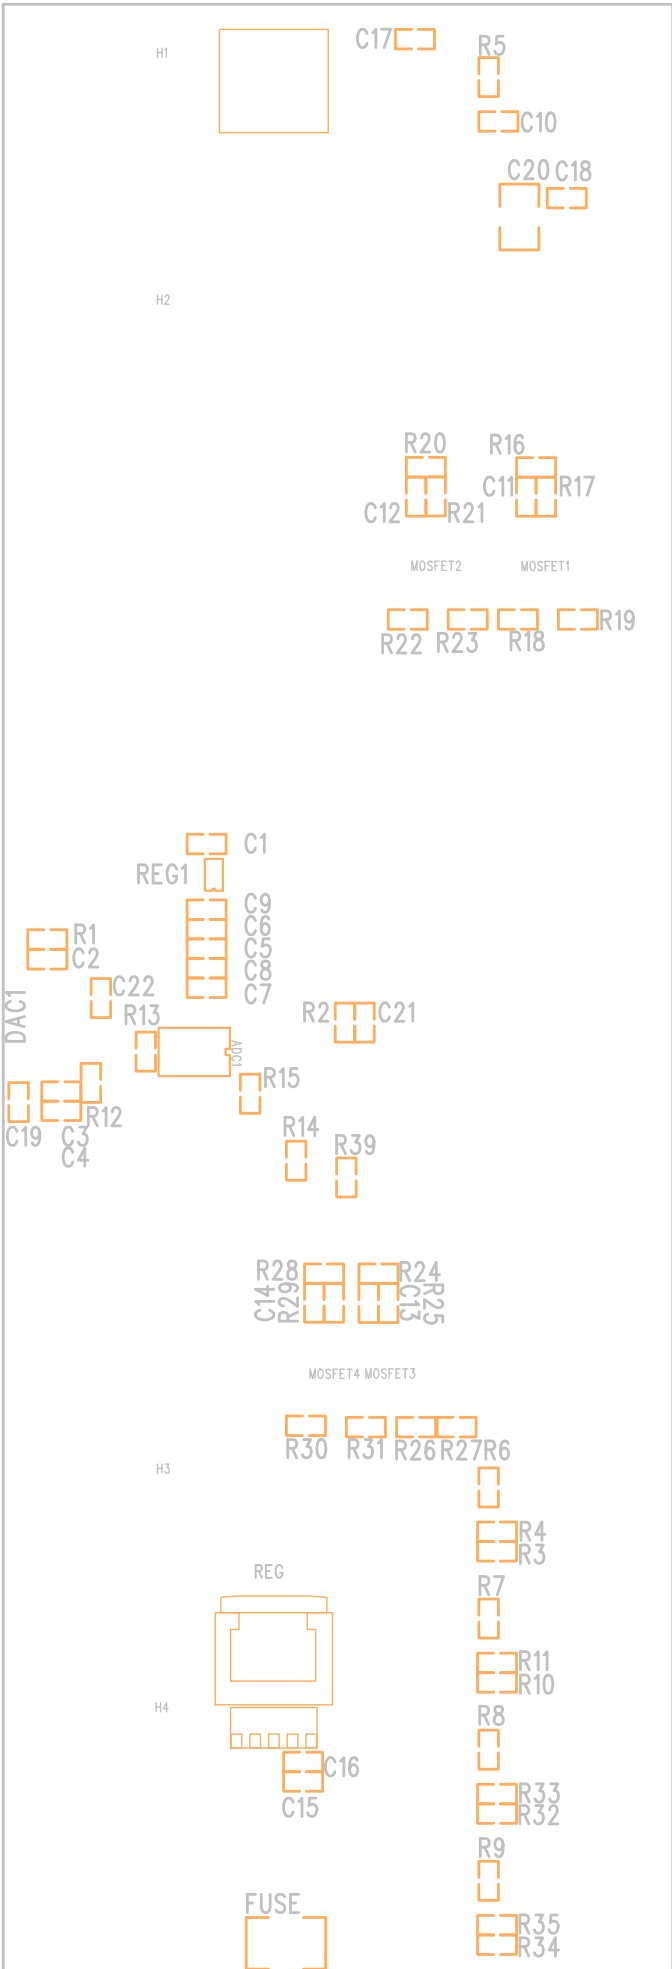 C17
R5
H1
C10
C20 C18
H2
R20
R16
C11
R17
C12
R21
MOSFET2
MOSFET1
R19
R22
R23
R18
C1
REG1
C9
C6
C5
C8
C7
R1
C2
C22
DAC1
R13
R2
C21
ADC1
R15
R12
C19
C3
C4
R14
R39
R28
R24
C14
R29
C13
R25
MOSFET4 MOSFET3
R30
R31
R26
R27
R6
H3
R4
R3
REG
R7
R11
R10
H4
R8
C16
C15
R33
R32
R9
FUSE
R35
R34